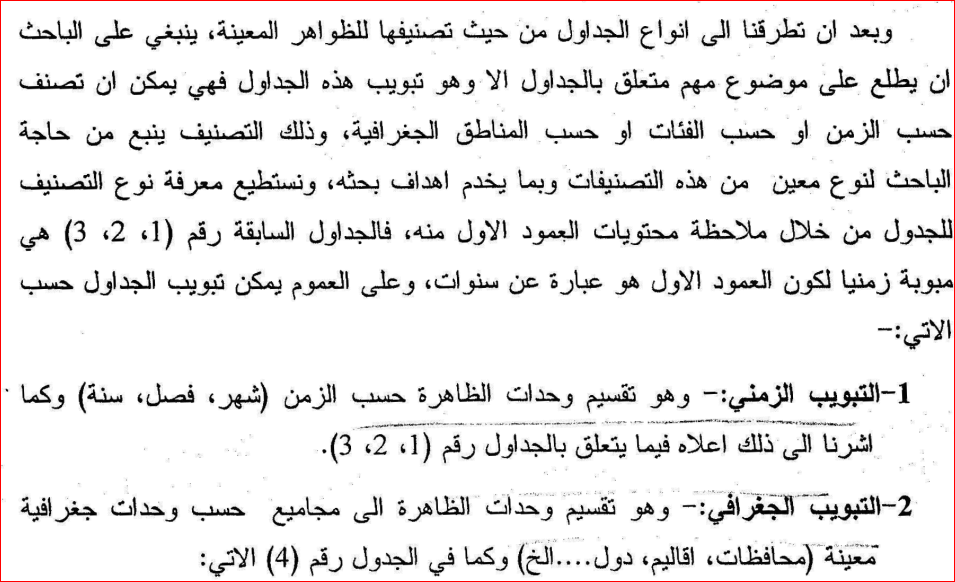 وبعد ان تطرقنا الى انواع الجداول من حيث تصنيفها للظواهر المعينة، ينبغي على الباحث
ان يطلع على موضوع مهم متعلق بالجداول الا وهو تبويب هذه الجداول فهي يمكن ان تصنف
حسب الزمن او حسب الفئات او حسب المناطق الجغرافية، وذلك التصنيف ينبع من حاجة
الباحث لنوع معين من هذه التصنيفات وبما يخدم اهداف بحثه، ونستطيع معرفة نوع التصنيف
للجدول من خلال ملاحظة محتويات العمود الاول منه، فالجداول السابقة رقم (1، 2، 3) هي
مبوبة زمنيا لكون العمود الاول هو عبارة عن سنوات، وعلى العموم يمكن تبويب الجداول حسب
الاتي:-
1-التبويب الزمني:- وهو تقسيم وحدات الظاهرة حسب الزمن (شهر، فصل، سنة) وكما
اشرنا الى ذلك اعلاه فيما يتعلق بالجداول رقم (1، 2، 3).
2-التبويب الجغرافي:- وهو تقسيم وحدات الظاهرة الى مجاميع حسب وحدات جغرافية
معينة (محافظات، اقاليم، دول....الخ) وكما في الجدول رقم (4) الاتي: